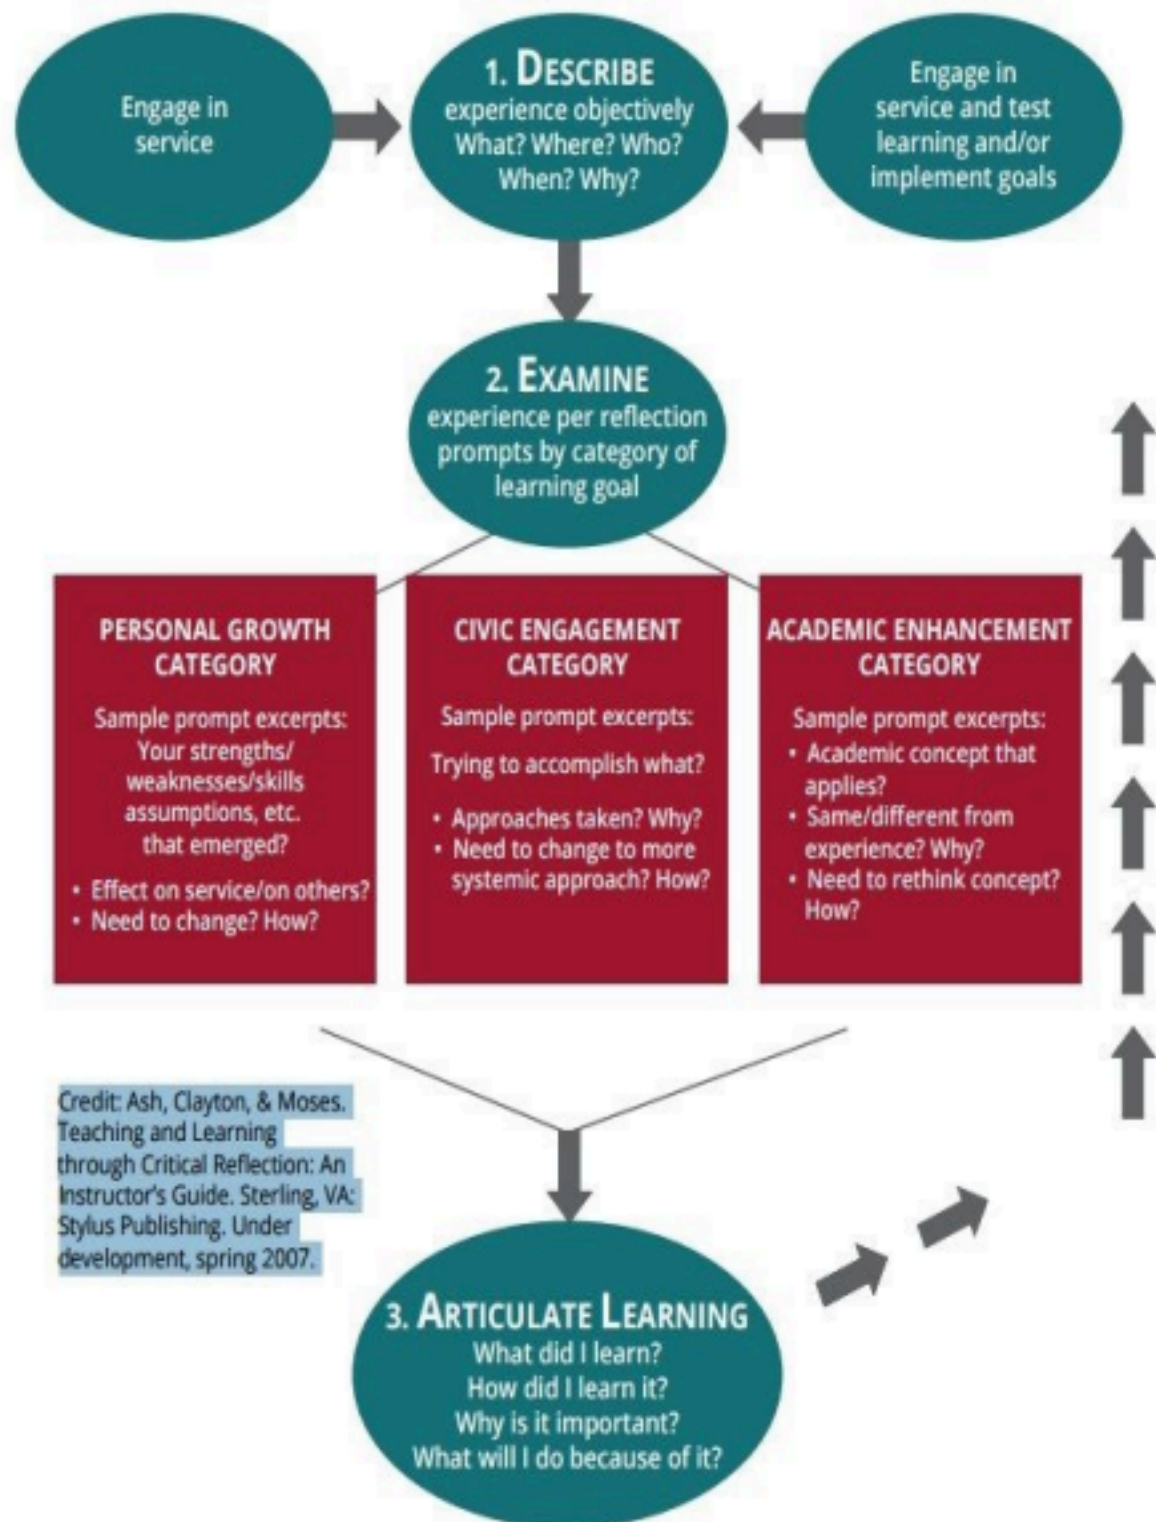 Engage in
service
1. DESCRIBE
experience objectively
What? Where? Who?
When? Why?
Engage in
service and test
learning and/or
implement goals
2. EXAMINE
experience per reflection
prompts by category of
learning goal
PERSONAL GROWTH
CATEGORY
Sample prompt excerpts:
Your strengths/
weaknesses/skills
assumptions, etc.
that emerged?
• Effect on service/on others?
• Need to change? How?
CIVIC ENGAGEMENT
CATEGORY
Sample prompt excerpts:
Trying to accomplish what?
• Approaches taken? Why?
• Need to change to more
systemic approach? How?
ACADEMIC ENHANCEMENT
CATEGORY
Sample prompt excerpts:
• Academic concept that
applies?
• Same/different from
experience? Why?
• Need to rethink concept?
How?
Credit: Ash, Clayton, & Moses.
Teaching and Learning
through Critical Reflection: An
Instructor's Guide. Sterling, VA:
Stylus Publishing. Under
development, spring 2007.
3. ARTICULATE LEARNING
What did I learn?
How did I learn it?
Why is it important?
What will I do because of it?